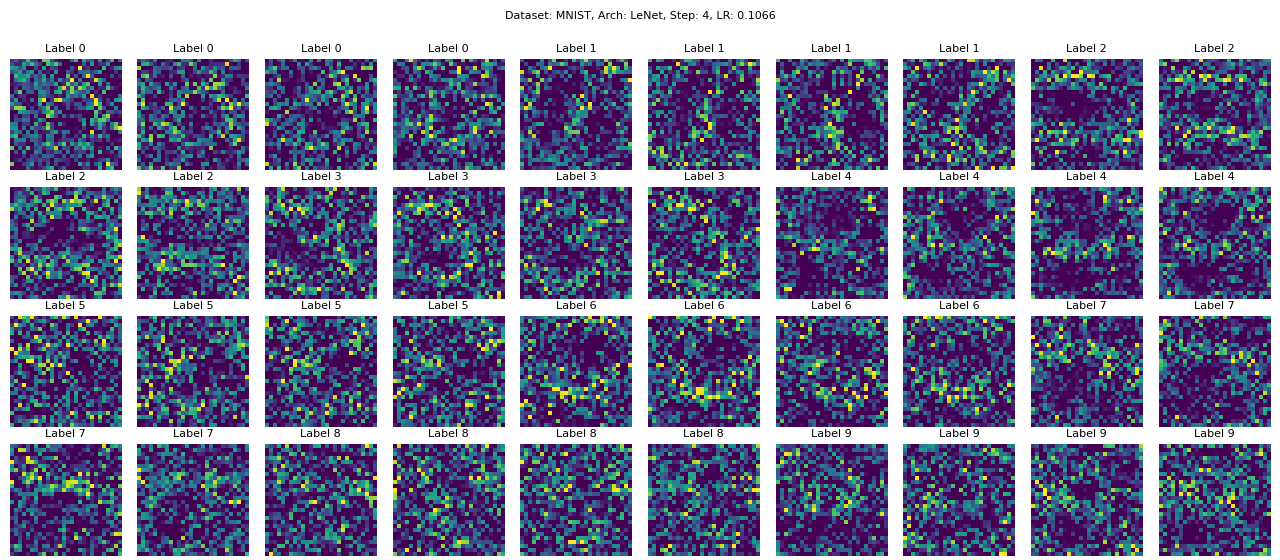 Dataset: MNIST, Arch: LeNet, Step: 4, LR: 0.1066
Label 0 Label 0 Label 0 Label 0 Label 1 Label 1 Label 1 Label 1 Label 2 Label 2
Label 2 Label 2 Label 3 Label 3 Label 3 Label 3 Label 4 Label 4 Label 4 Label 4
Label 5 Label 5 Label 5 Label 5 Label 6 Label 6 Label 6 Label 6 Label 7 Label 7
Label 7 Label 7 Label 8 Label 8 Label 8 Label 8 Label 9 Label 9 Label 9 Label 9